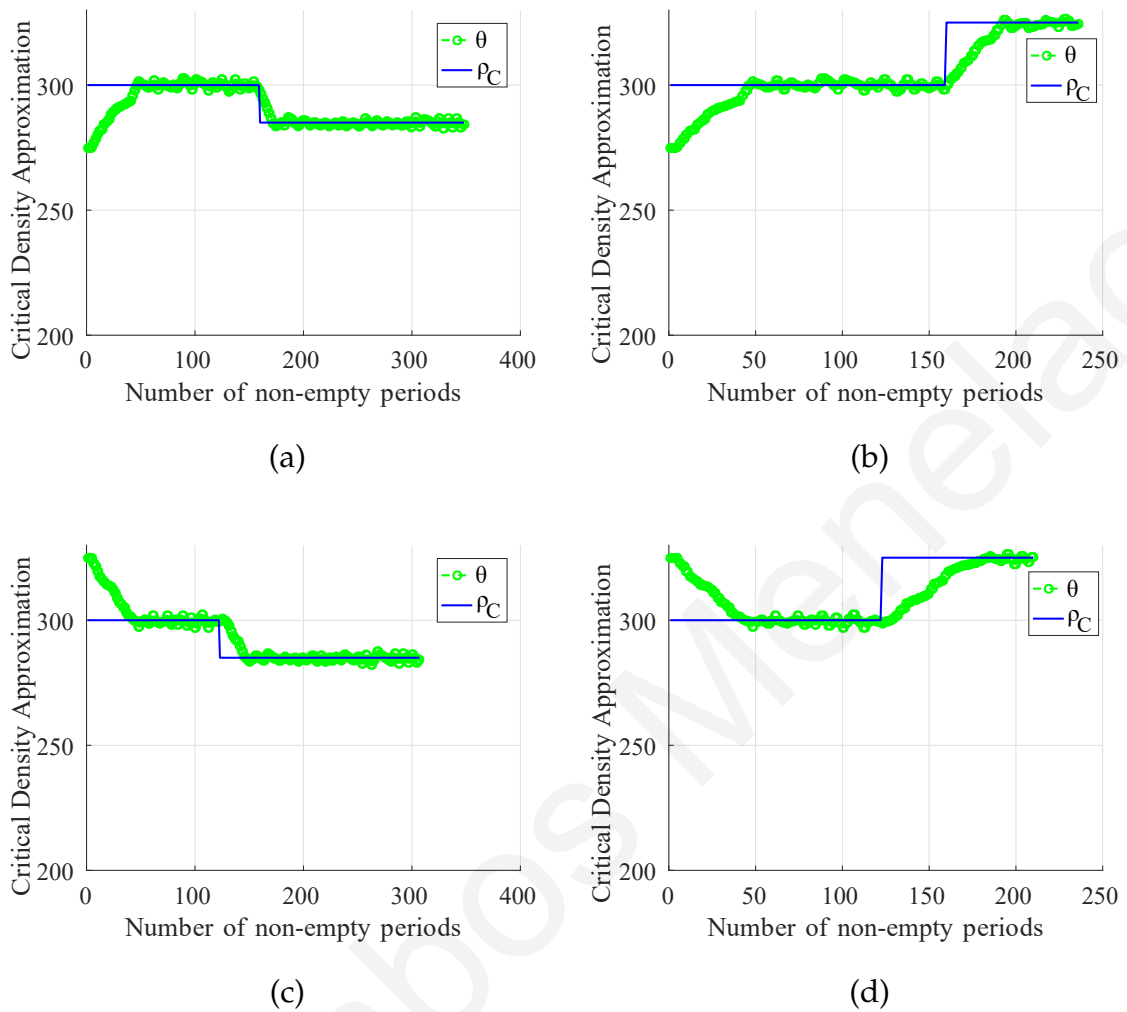 Critical Density Approximation
300
250
200
0 100 200 300 400
Number of non-empty periods
θ
ρC
(a)
Critical Density Approximation
300
250
200
0 50 100 150 200 250
Number of non-empty periods
θ
ρC
(b)
Critical Density Approximation
300
250
200
0 100 200 300 400
Number of non-empty periods
θ
ρC
(c)
Critical Density Approximation
300
250
200
0 50 100 150 200 250
Number of non-empty periods
θ
ρC
(d)